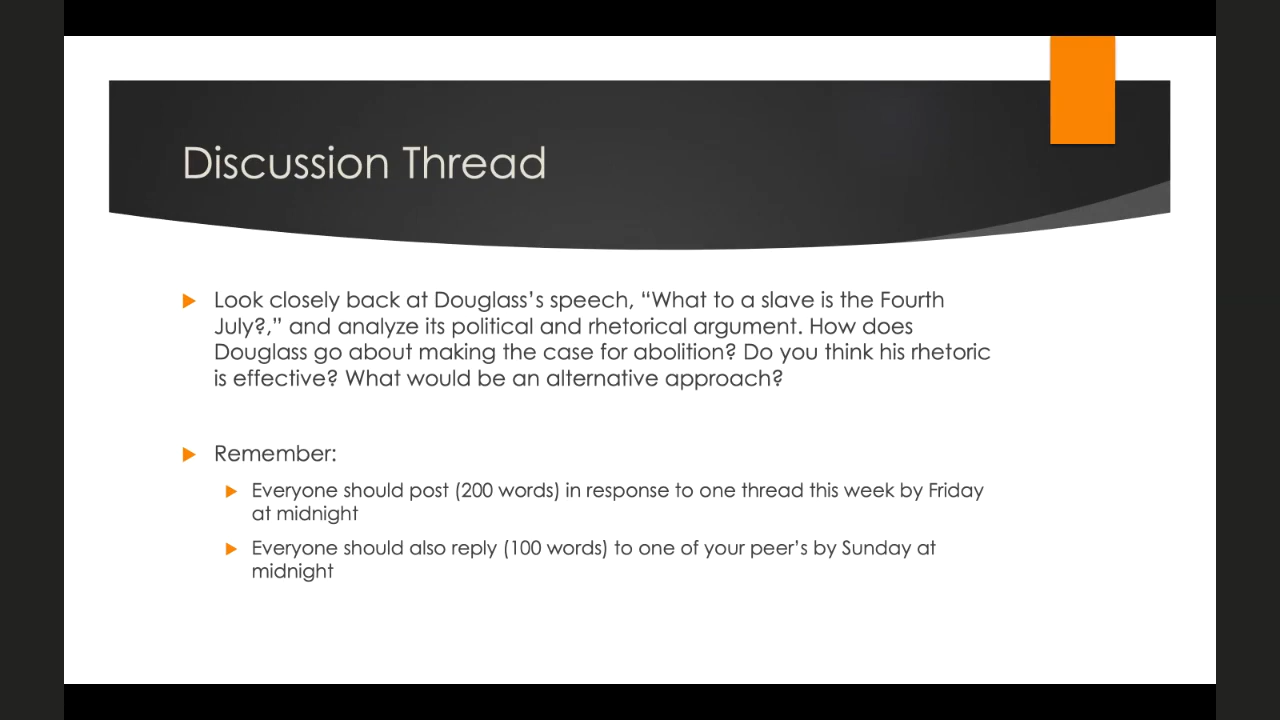 Discussion Thread
Look closely back at Douglass’s speech, “What to a slave is the Fourth
July?,” and analyze its political and rhetorical argument. How does
Douglass go about making the case for abolition? Do you think his rhetoric
is effective? What would be an alternative approach?
Remember:
Everyone should post (200 words) in response to one thread this week by Friday
at midnight
Everyone should also reply (100 words) to one of your peer’s by Sunday at
midnight